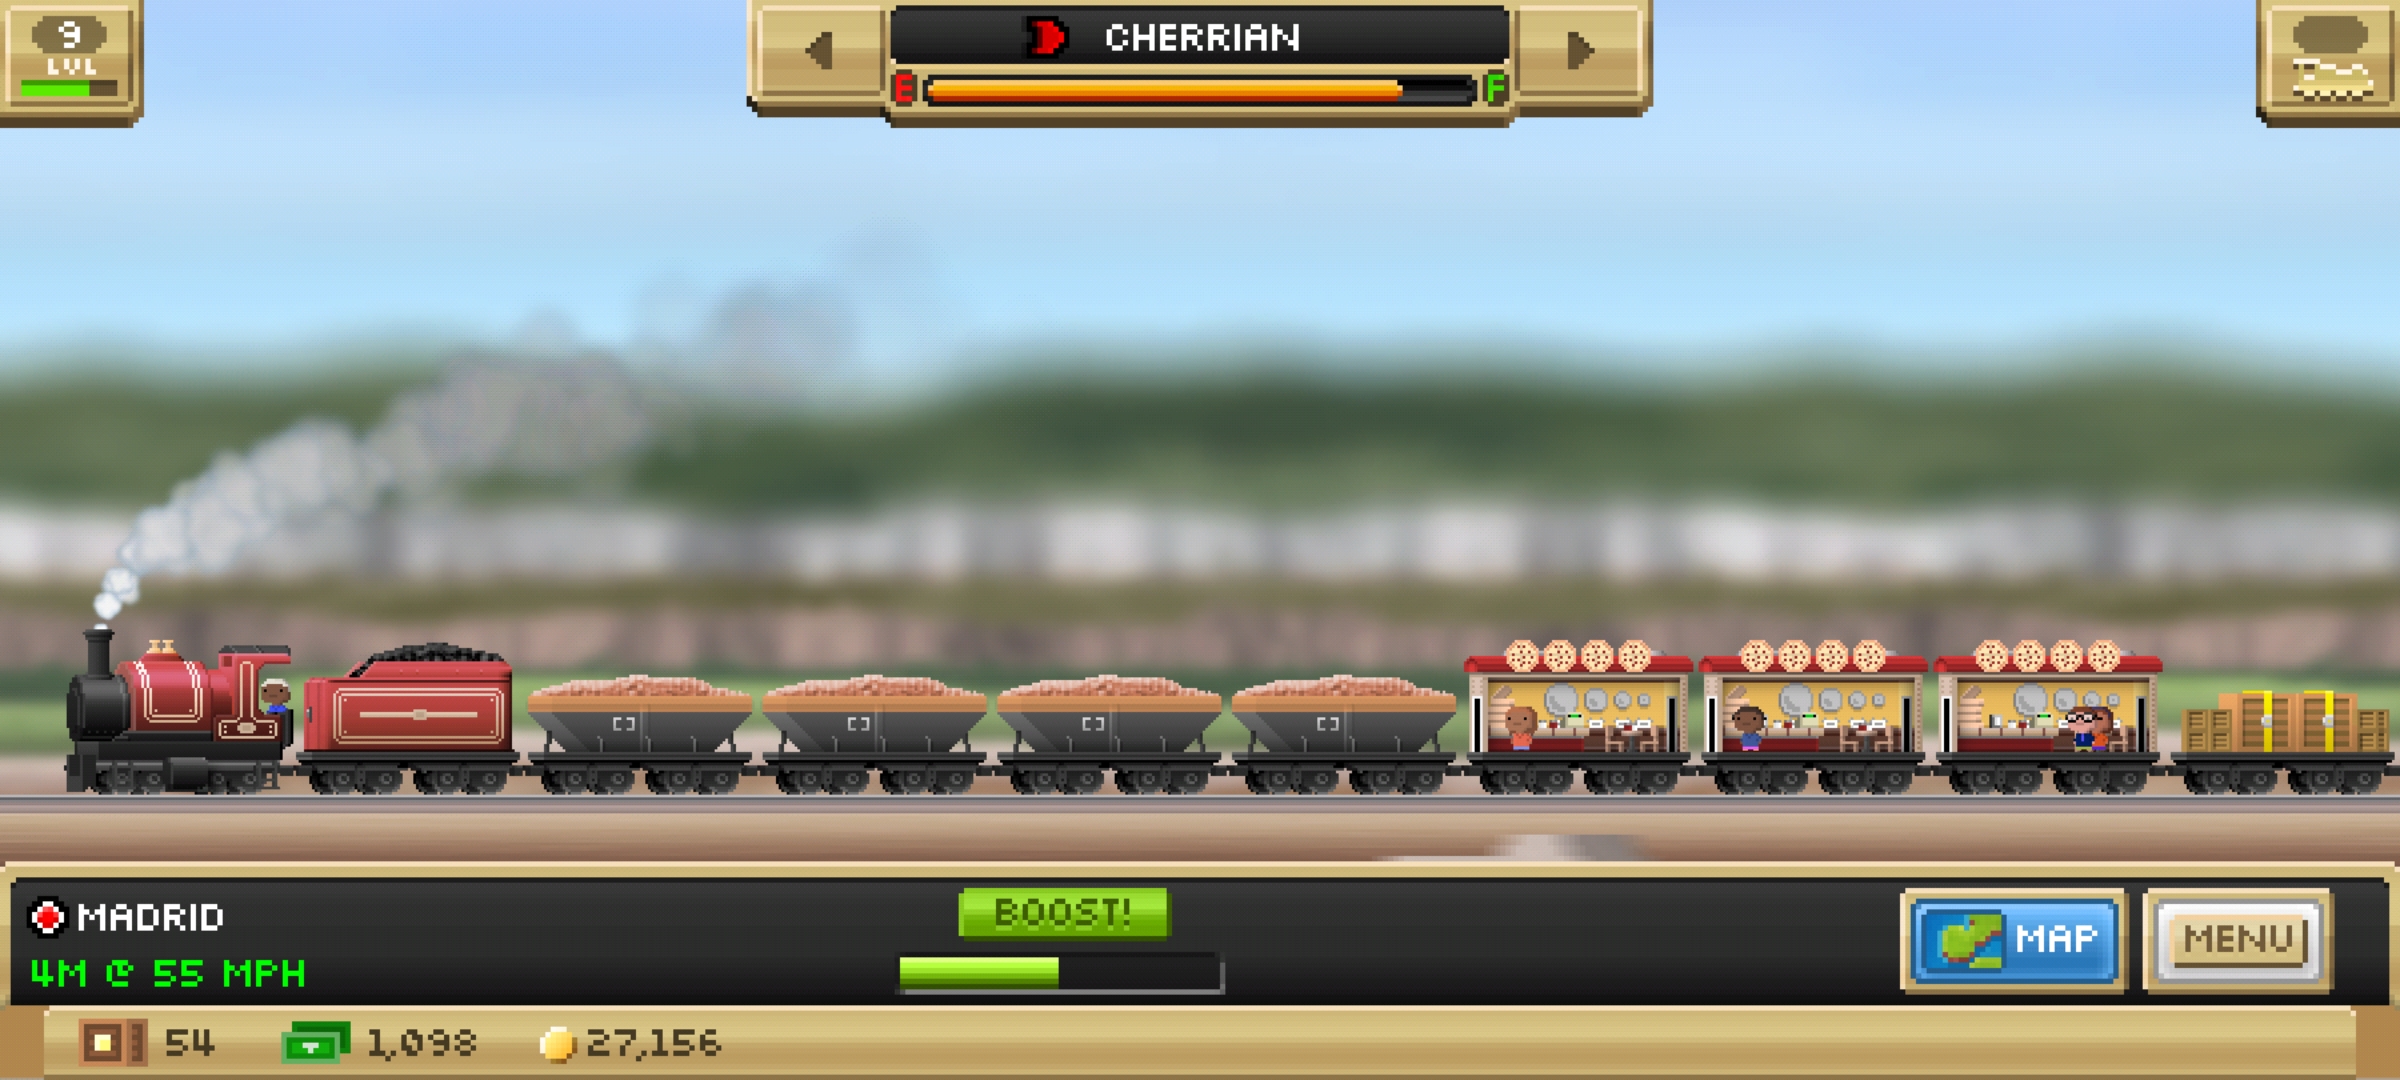 9
LVL
CHERRIAN
E F
MADRID
4M @ 55 MPH
BOOST!
MAP
MENU
54 1,098 27,156